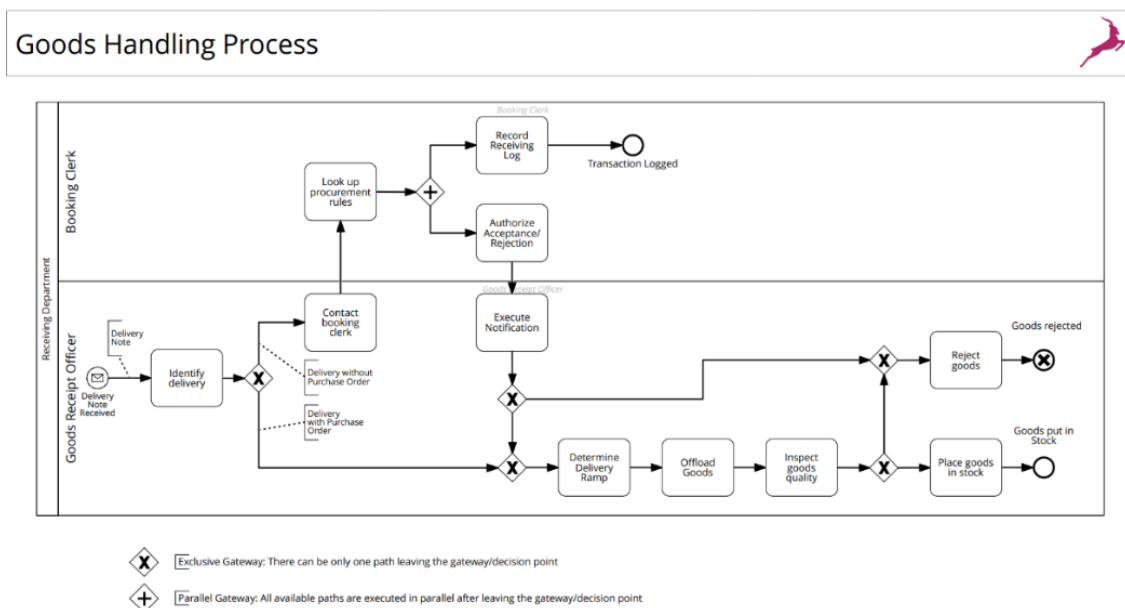 Goods Handling Process
Receiving Department
Booking Clerk
Booking Clerk
Record
Receiving
Log
Transaction Logged
Look up
procurement
rules
Authorize
Acceptance/
Rejection
Goods Receipt Officer
Goods Receipt Officer
Contact
booking
clerk
Execute
Notification
Delivery
Note
Delivery
Note
Received
Identify
delivery
Delivery without
Purchase Order
Delivery
with Purchase
Order
Determine
Delivery
Ramp
Offload
Goods
Inspect
goods
quality
Reject
goods
Goods rejected
Place goods
in stock
Goods put in
Stock
Exclusive Gateway: There can be only one path leaving the gateway/decision point
Parallel Gateway: All available paths are executed in parallel after leaving the gateway/decision point